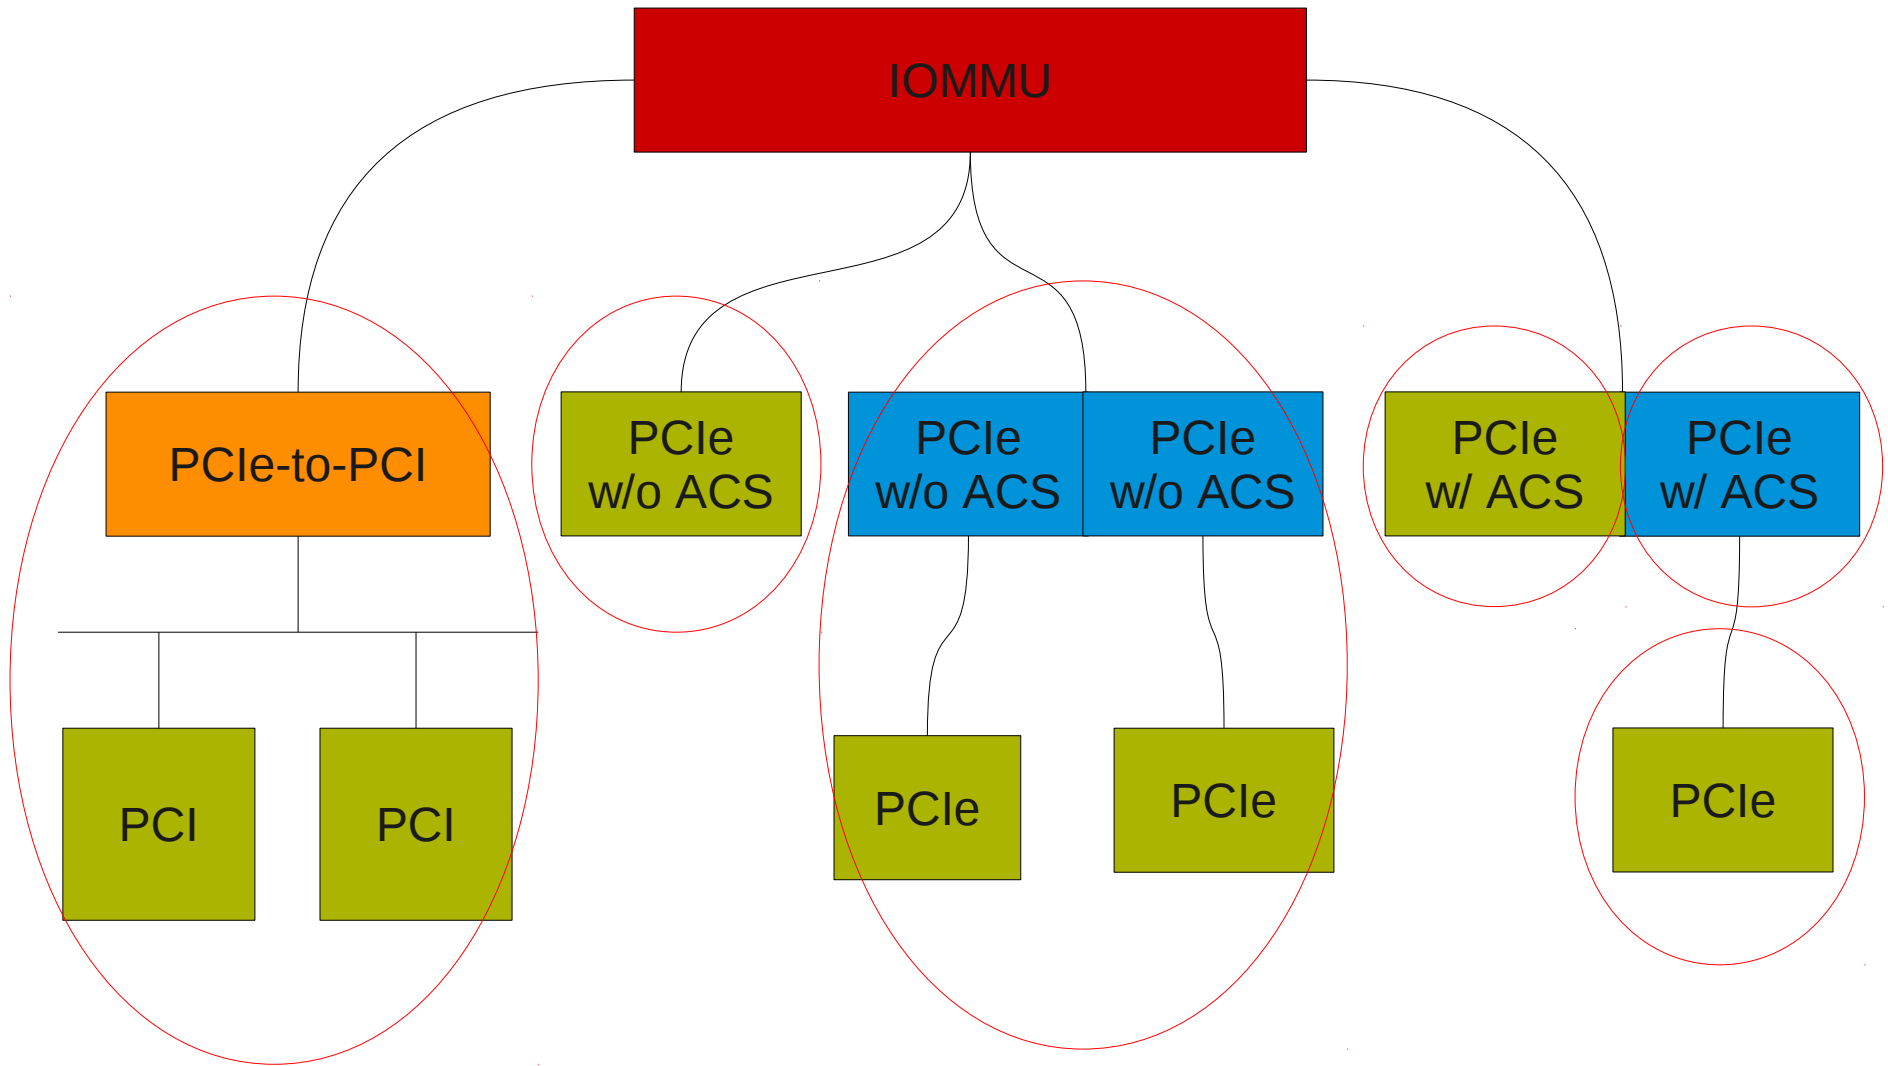 IOMMU
PCIe-to-PCI
PCIe
w/o ACS
PCIe
w/o ACS
PCIe
w/o ACS
PCIe
w/ ACS
PCIe
w/ ACS
PCI
PCI
PCIe
PCIe
PCIe